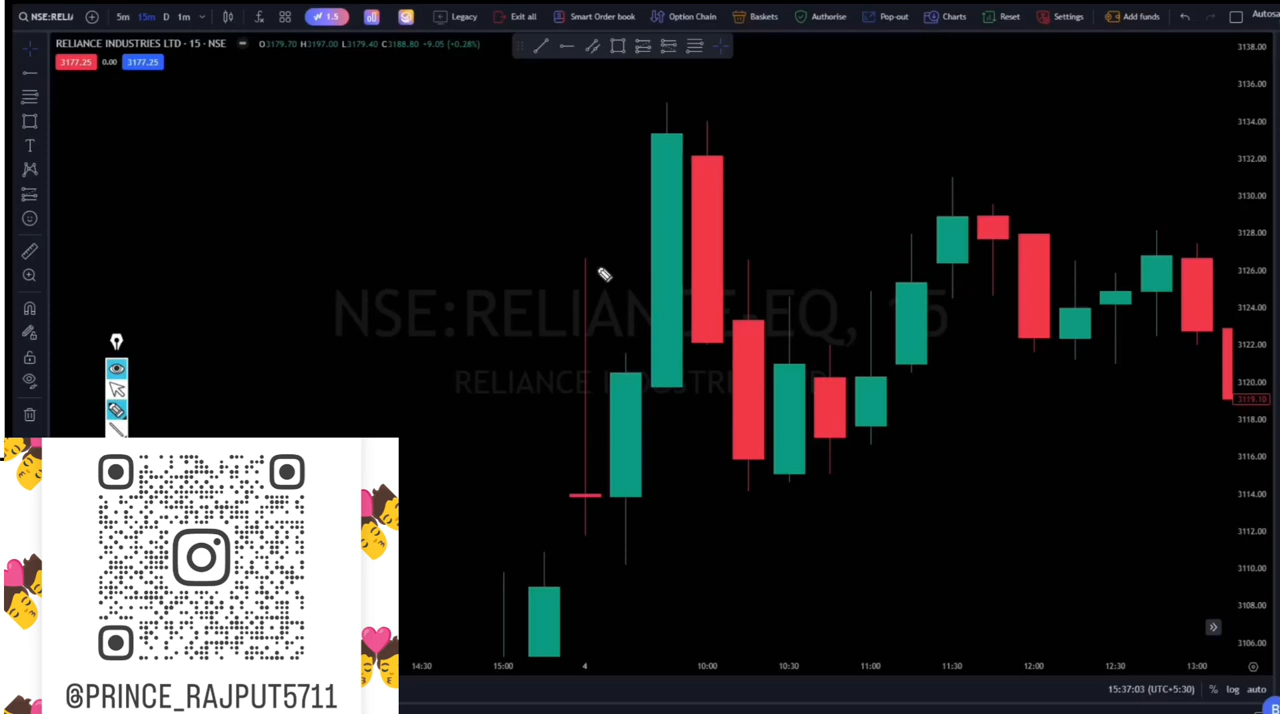 NSE:RELI/ 5m 15m D 1m 1.5 Legacy Exit all Smart Order book Option Chain Baskets Authorise Pop-out Charts Reset Settings Add funds
RELIANCE INDUSTRIES LTD · 15 · NSE O3179.70 H3197.00 L3179.40 C3188.80 +9.05 (+0.28%)
3177.25 0.00 3177.25
3138.00
3136.00
3134.00
3132.00
3130.00
3128.00
3126.00
3124.00
3122.00
3120.00
3119.10
3118.00
3116.00
3114.00
3112.00
3110.00
3108.00
3106.00
NSE:RELIANCE-EQ, 15
RELIANCE
14:30 15:00 4 10:00 10:30 11:00 11:30 12:00 12:30 13:00
15:37:03 (UTC+5:30) % log auto
@PRINCE_RAJPUT5711